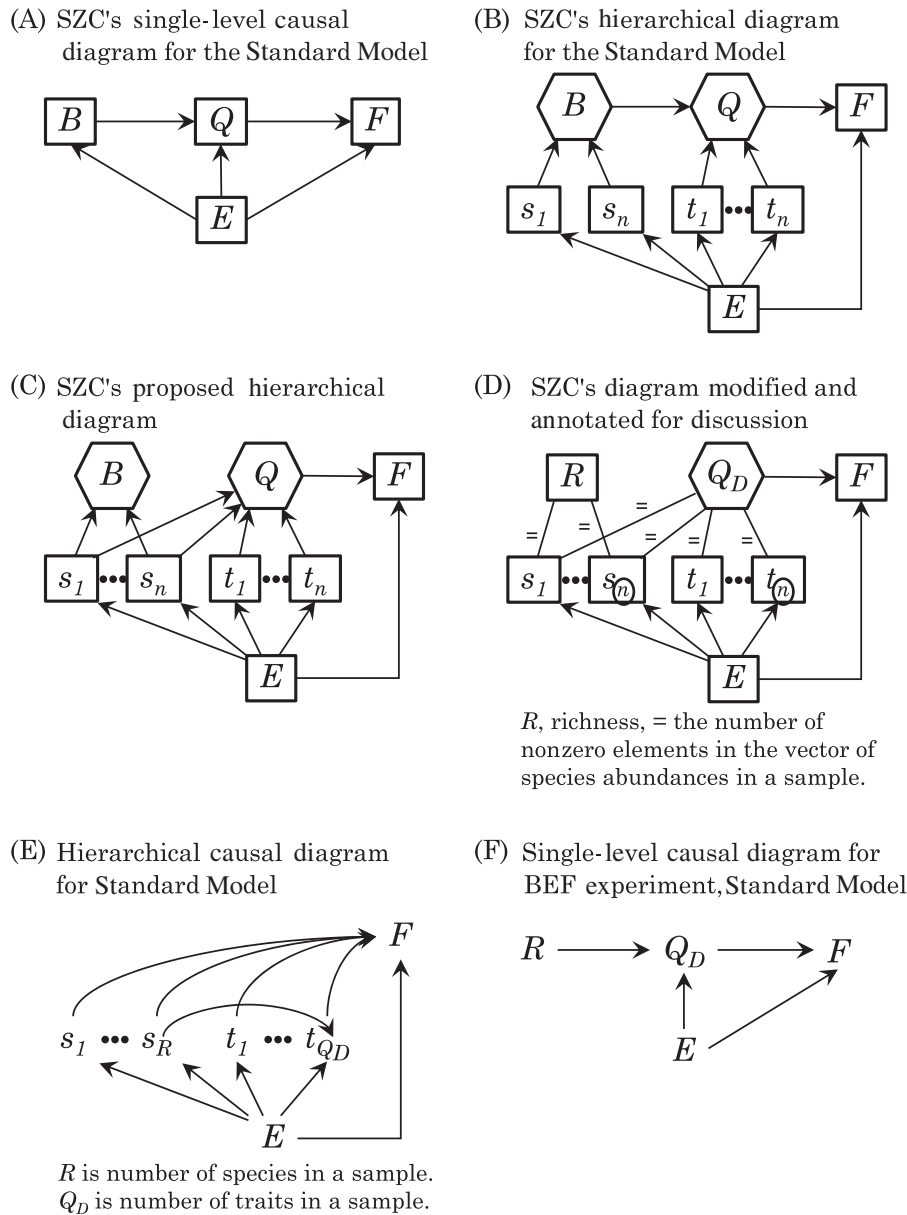 (A) SZC's single-level causal
diagram for the Standard Model
B Q F
E
(B) SZC's hierarchical diagram
for the Standard Model
B Q F
s1 sn t1 ••• tn
E
(C) SZC's proposed hierarchical
diagram
B Q F
s1 ••• sn t1 ••• tn
E
(D) SZC's diagram modified and
annotated for discussion
R QD F
= = = = = =
s1 ••• sn t1 ••• tn
E
R, richness, = the number of
nonzero elements in the vector of
species abundances in a sample.
(E) Hierarchical causal diagram
for Standard Model
F
s1 ••• sR t1 ••• tQD
E
R is number of species in a sample.
QD is number of traits in a sample.
(F) Single-level causal diagram for
BEF experiment, Standard Model
R QD F
E